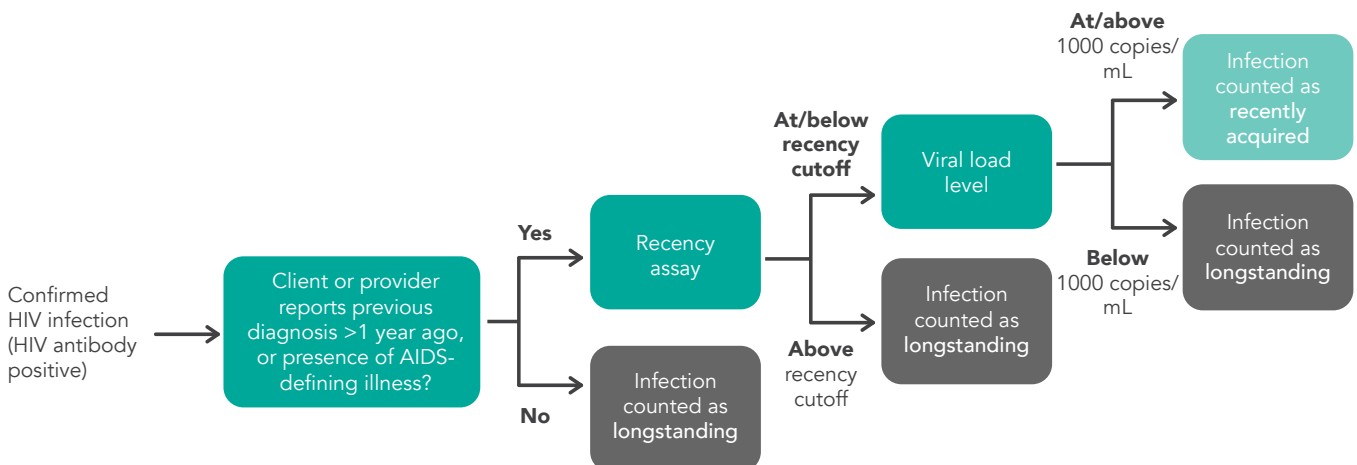 Confirmed
HIV infection
(HIV antibody
positive)
Client or provider
reports previous
diagnosis >1 year ago,
or presence of AIDS-
defining illness?
Yes
No
Recency
assay
Infection
counted as
longstanding
At/below
recency
cutoff
Above
recency
cutoff
Viral load
level
Infection
counted as
longstanding
At/above
1000 copies/
mL
Below
1000 copies/
mL
Infection
counted as
recently
acquired
Infection
counted as
longstanding